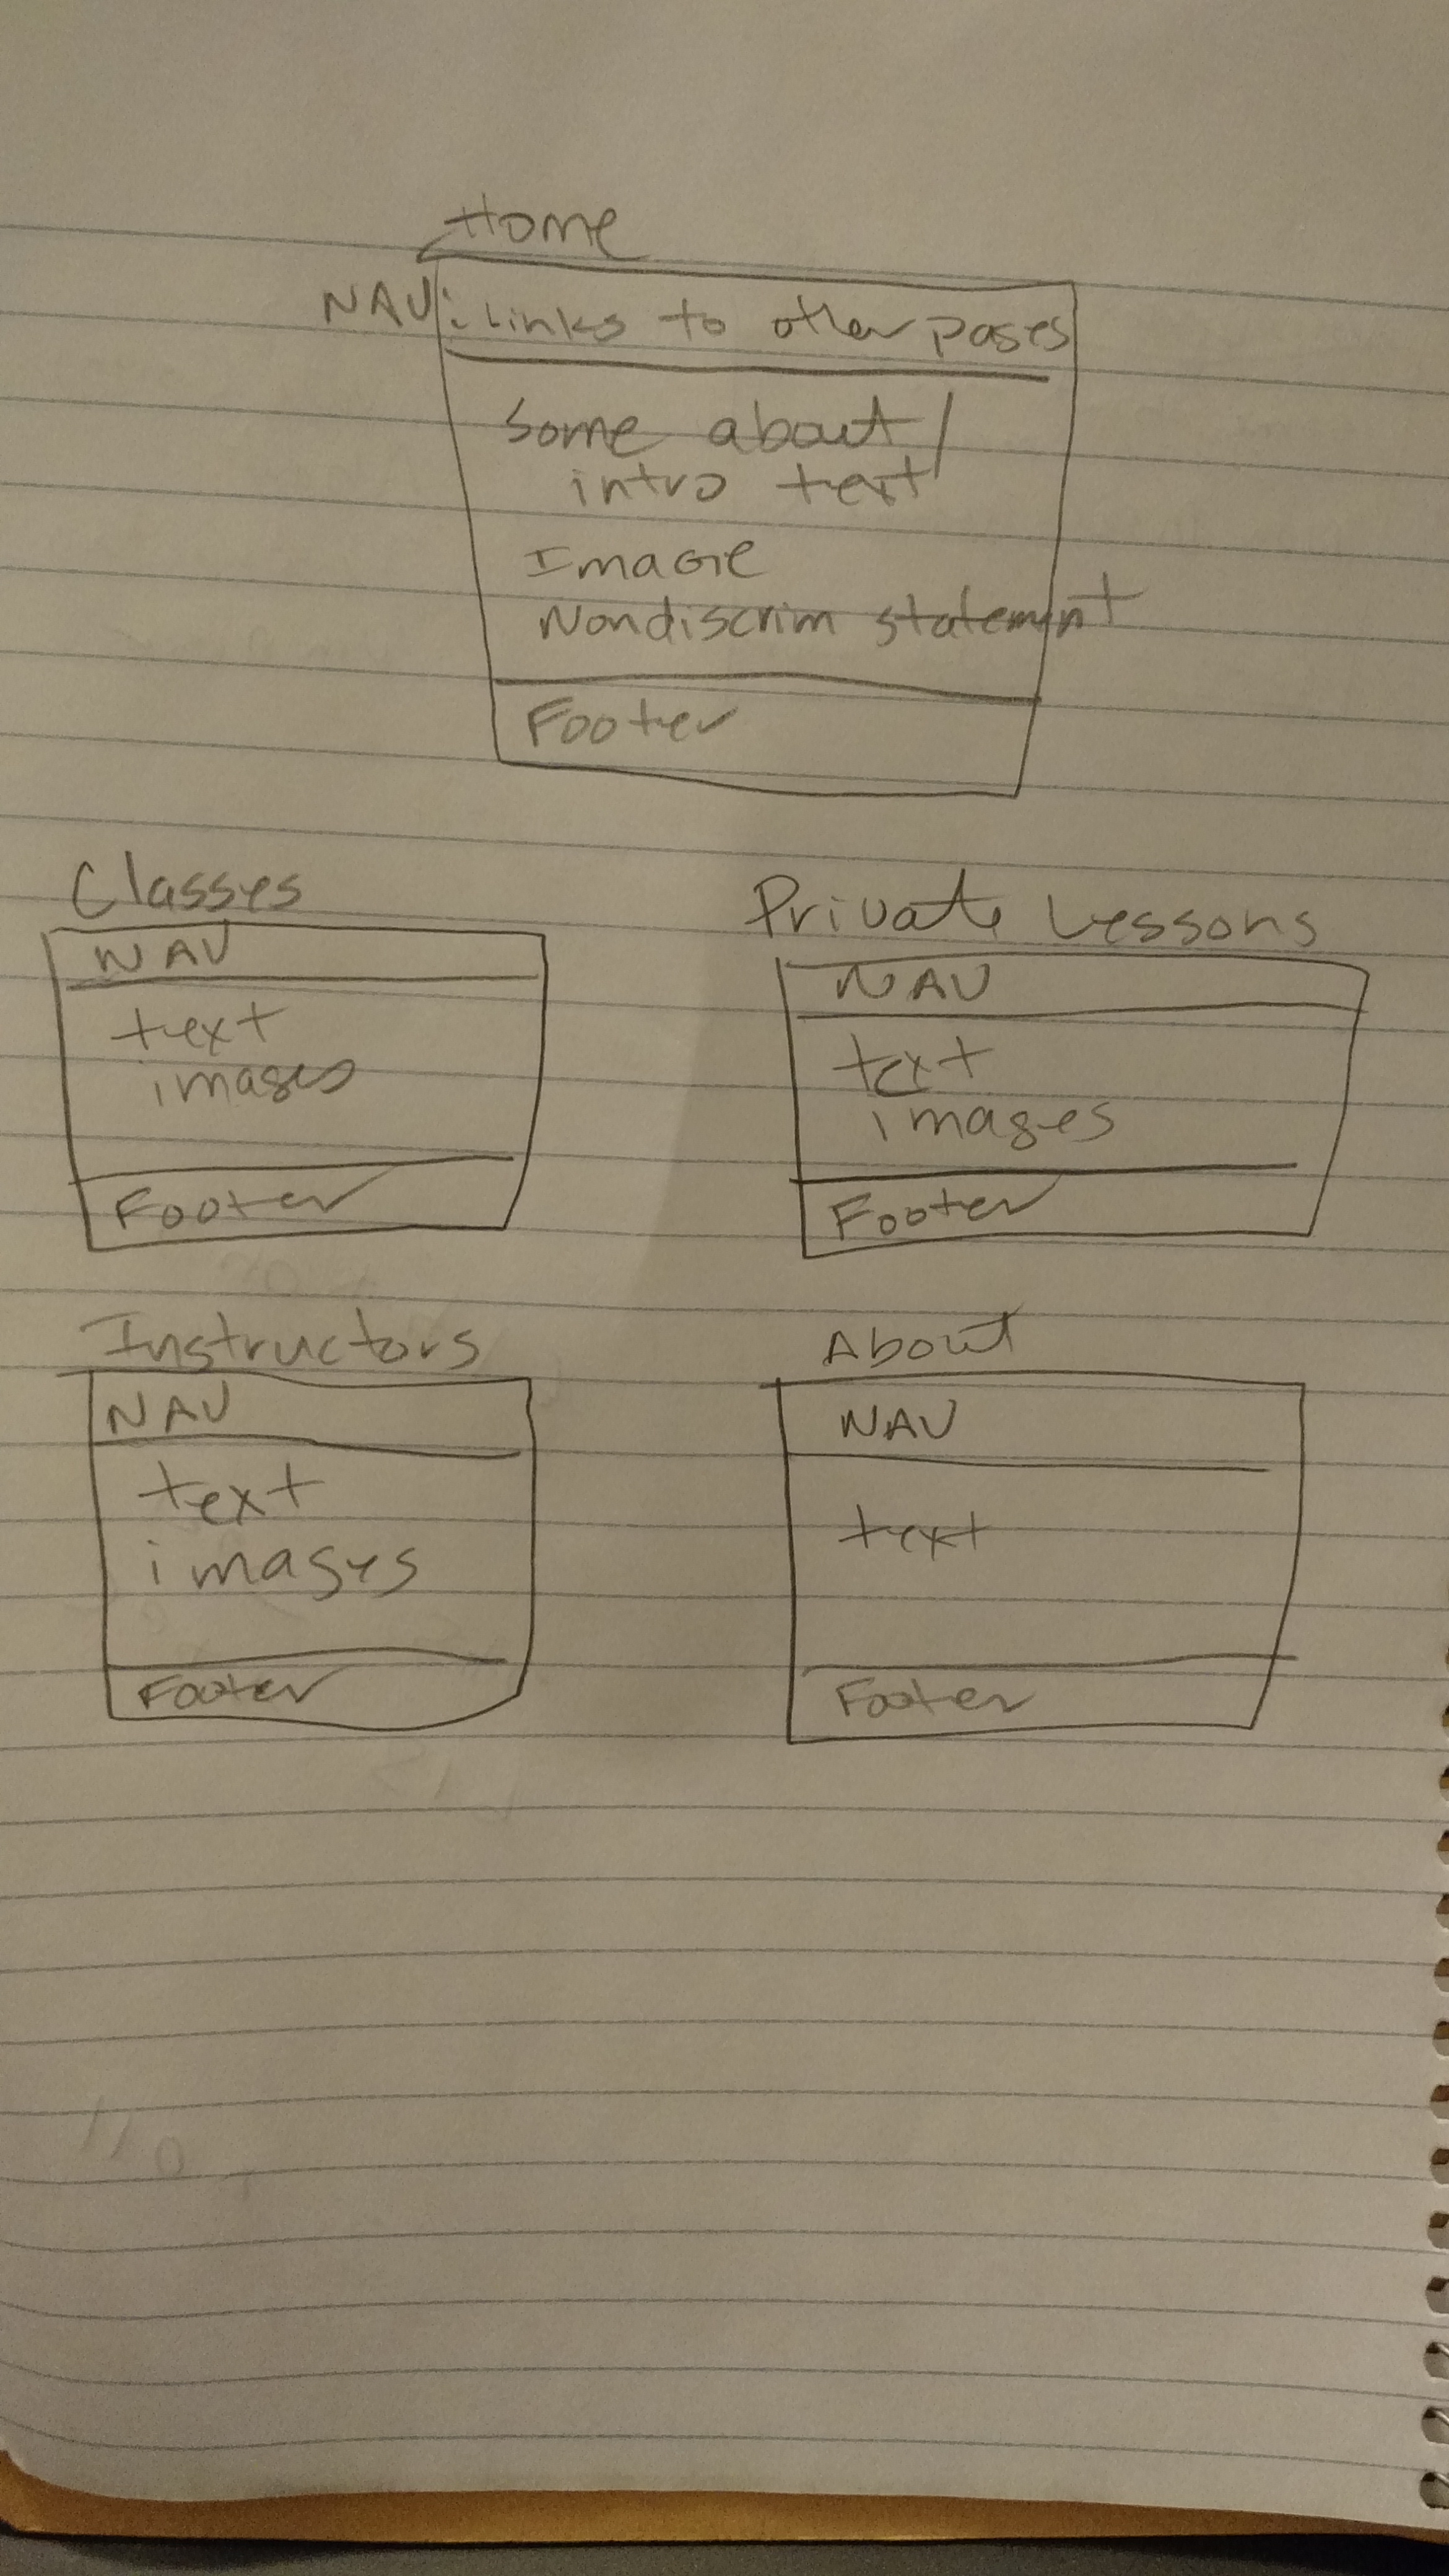 Home
NAV: Links to other pages
Some about/
intro text
Image
Nondiscrim statement
Footer
Classes
NAV
text
images
Footer
Private Lessons
NAV
text
images
Footer
Instructors
NAV
text
images
Footer
About
NAV
text
Footer